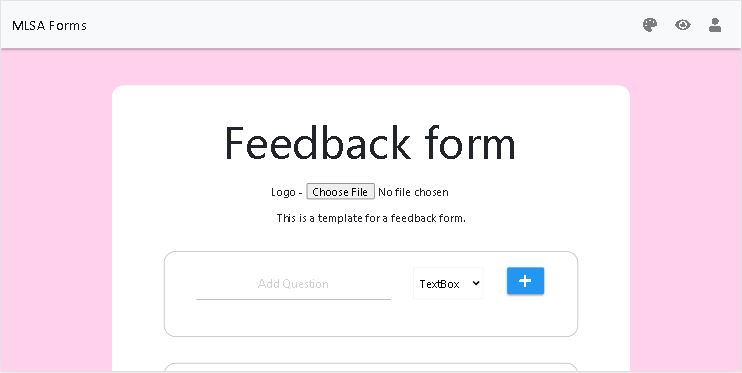 MLSA Forms
Feedback form
Logo - Choose File No file chosen
This is a template for a feedback form.
Add Question TextBox